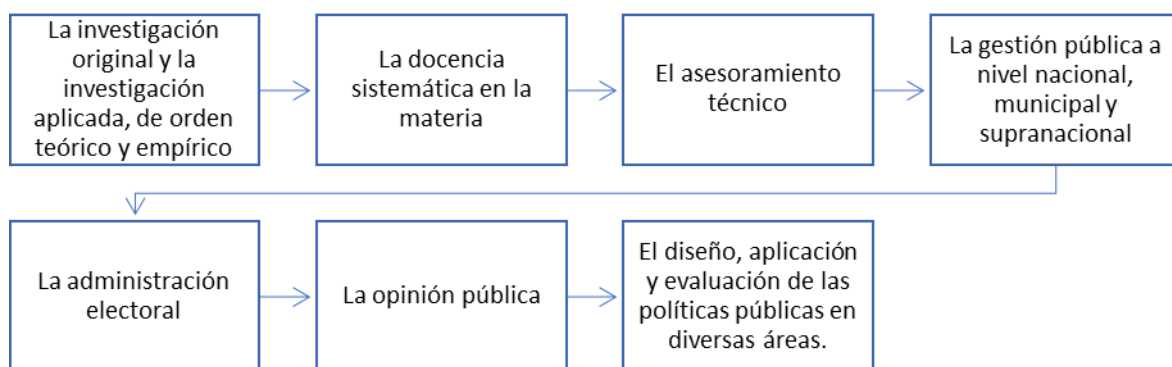 La investigación
original y la
investigación
aplicada, de orden
teórico y empírico
La docencia
sistemática en la
materia
El asesoramiento
técnico
La gestión pública a
nivel nacional,
municipal y
supranacional
La administración
electoral
La opinión pública
El diseño, aplicación
y evaluación de las
políticas públicas en
diversas áreas.